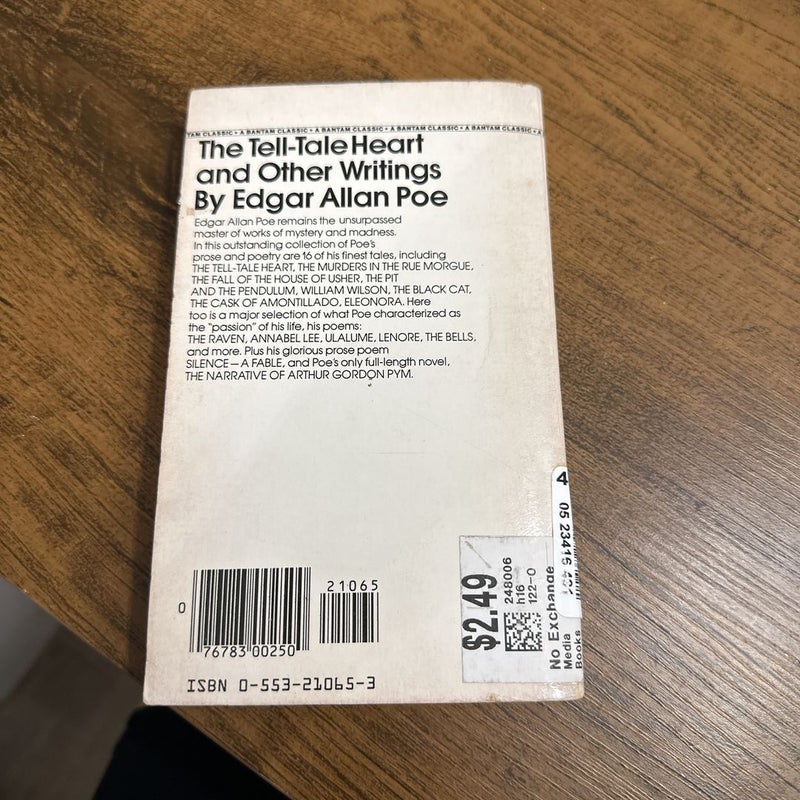 TAM CLASSIC • A BANTAM CLASSIC • A BANTAM CLASSIC • A BANTAM CLASSIC • A BANTAM CLASSIC • A
The Tell-Tale Heart
and Other Writings
By Edgar Allan Poe
Edgar Allan Poe remains the unsurpassed
master of works of mystery and madness.
In this outstanding collection of Poe's
prose and poetry are 16 of his finest tales, including
THE TELL-TALE HEART, THE MURDERS IN THE RUE MORGUE,
THE FALL OF THE HOUSE OF USHER, THE PIT
AND THE PENDULUM, WILLIAM WILSON, THE BLACK CAT,
THE CASK OF AMONTILLADO, ELEONORA. Here
too is a major selection of what Poe characterized as
the "passion" of his life, his poems:
THE RAVEN, ANNABEL LEE, ULALUME, LENORE, THE BELLS,
and more. Plus his glorious prose poem
SILENCE — A FABLE, and Poe's only full-length novel,
THE NARRATIVE OF ARTHUR GORDON PYM.
0
76783 00250
21065
ISBN 0-553-21065-3
$2.49
248006
h16
122-0
No Exchange
Media
Books
4
05 23416